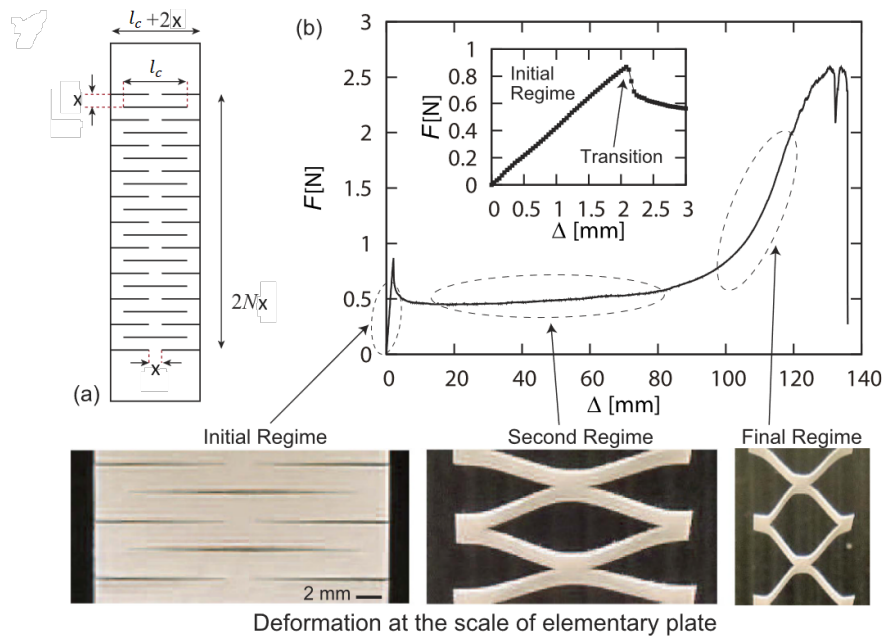 l_c + 2x
l_c
x
2Nx
x
(a)
(b)
F[N]
3
2.5
2
1.5
1
0.5
0
0 20 40 60 80 100 120 140
Δ [mm]
F[N]
1
0.8
0.6
0.4
0.2
0
0 0.5 1 1.5 2 2.5 3
Δ [mm]
Initial
Regime
Transition
Initial Regime
Second Regime
Final Regime
2 mm
Deformation at the scale of elementary plate